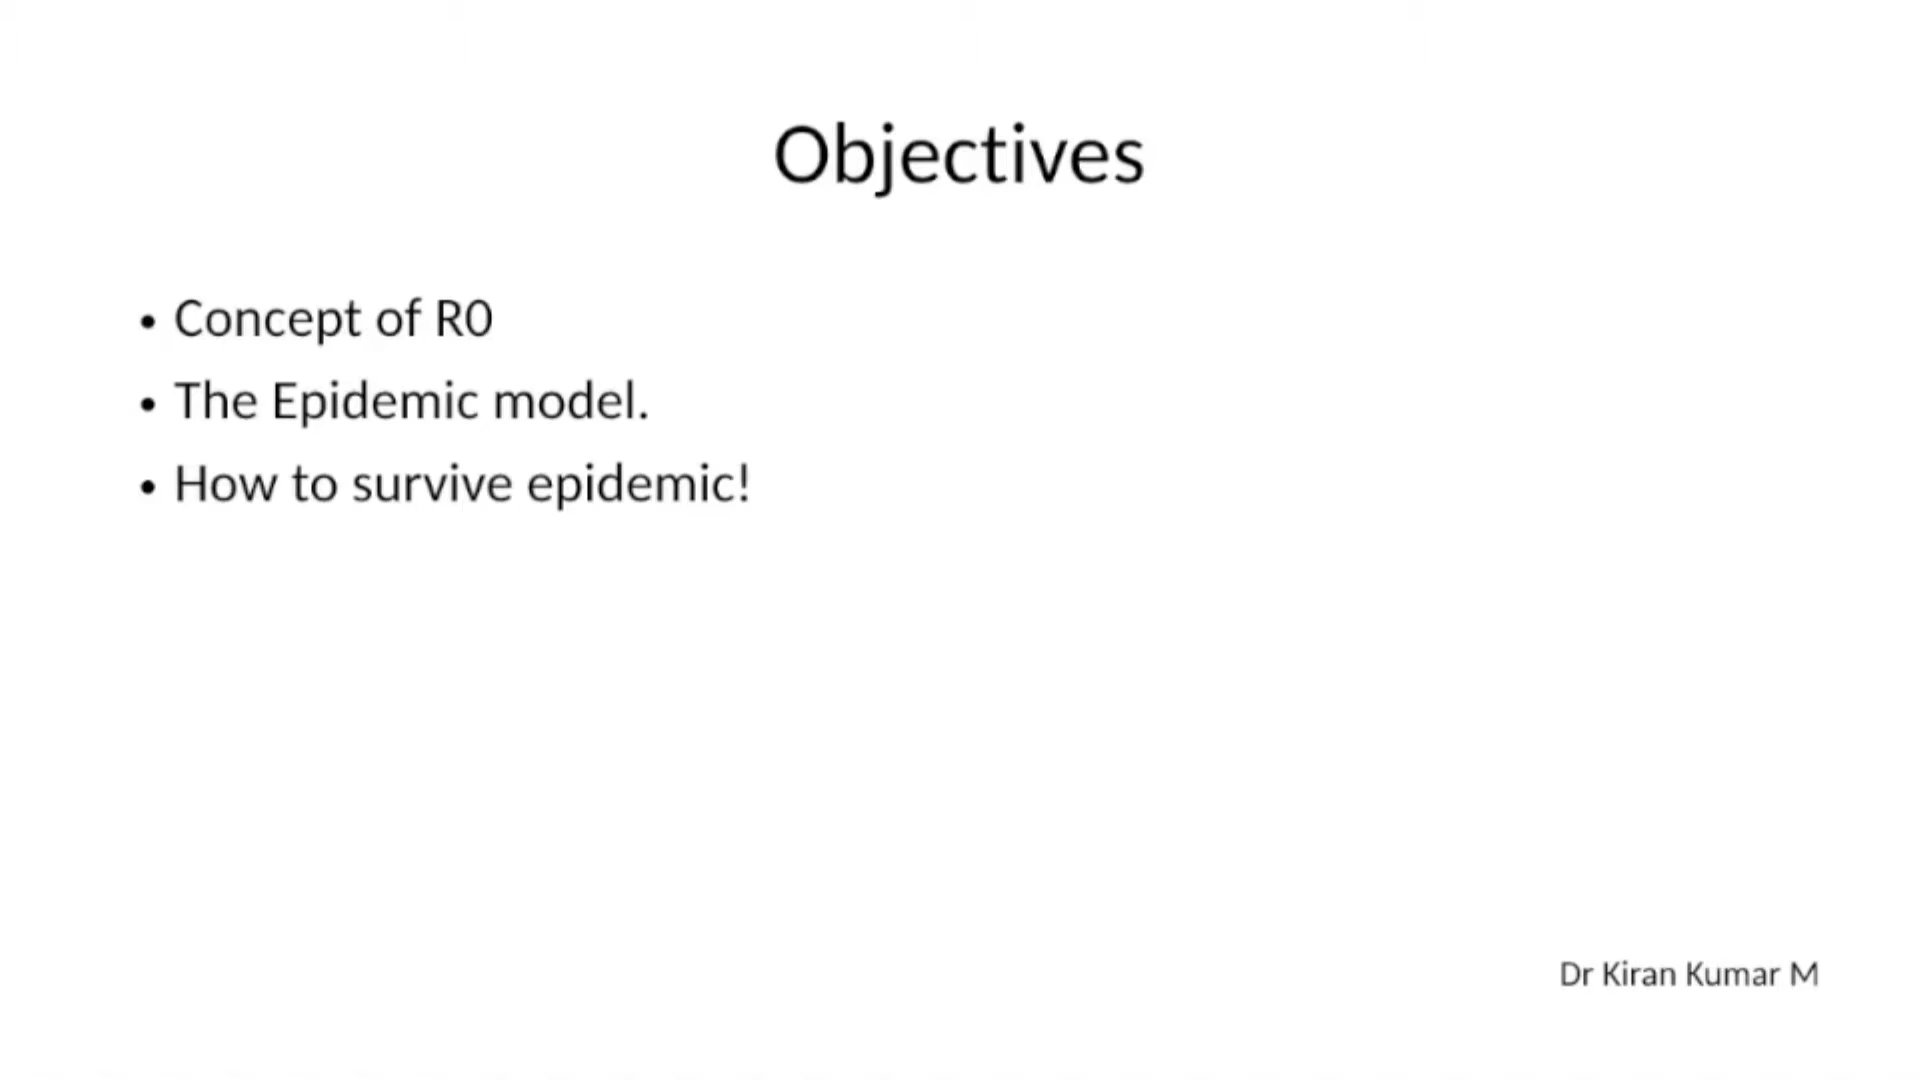 Objectives
• Concept of R0
• The Epidemic model.
• How to survive epidemic!
Dr Kiran Kumar M